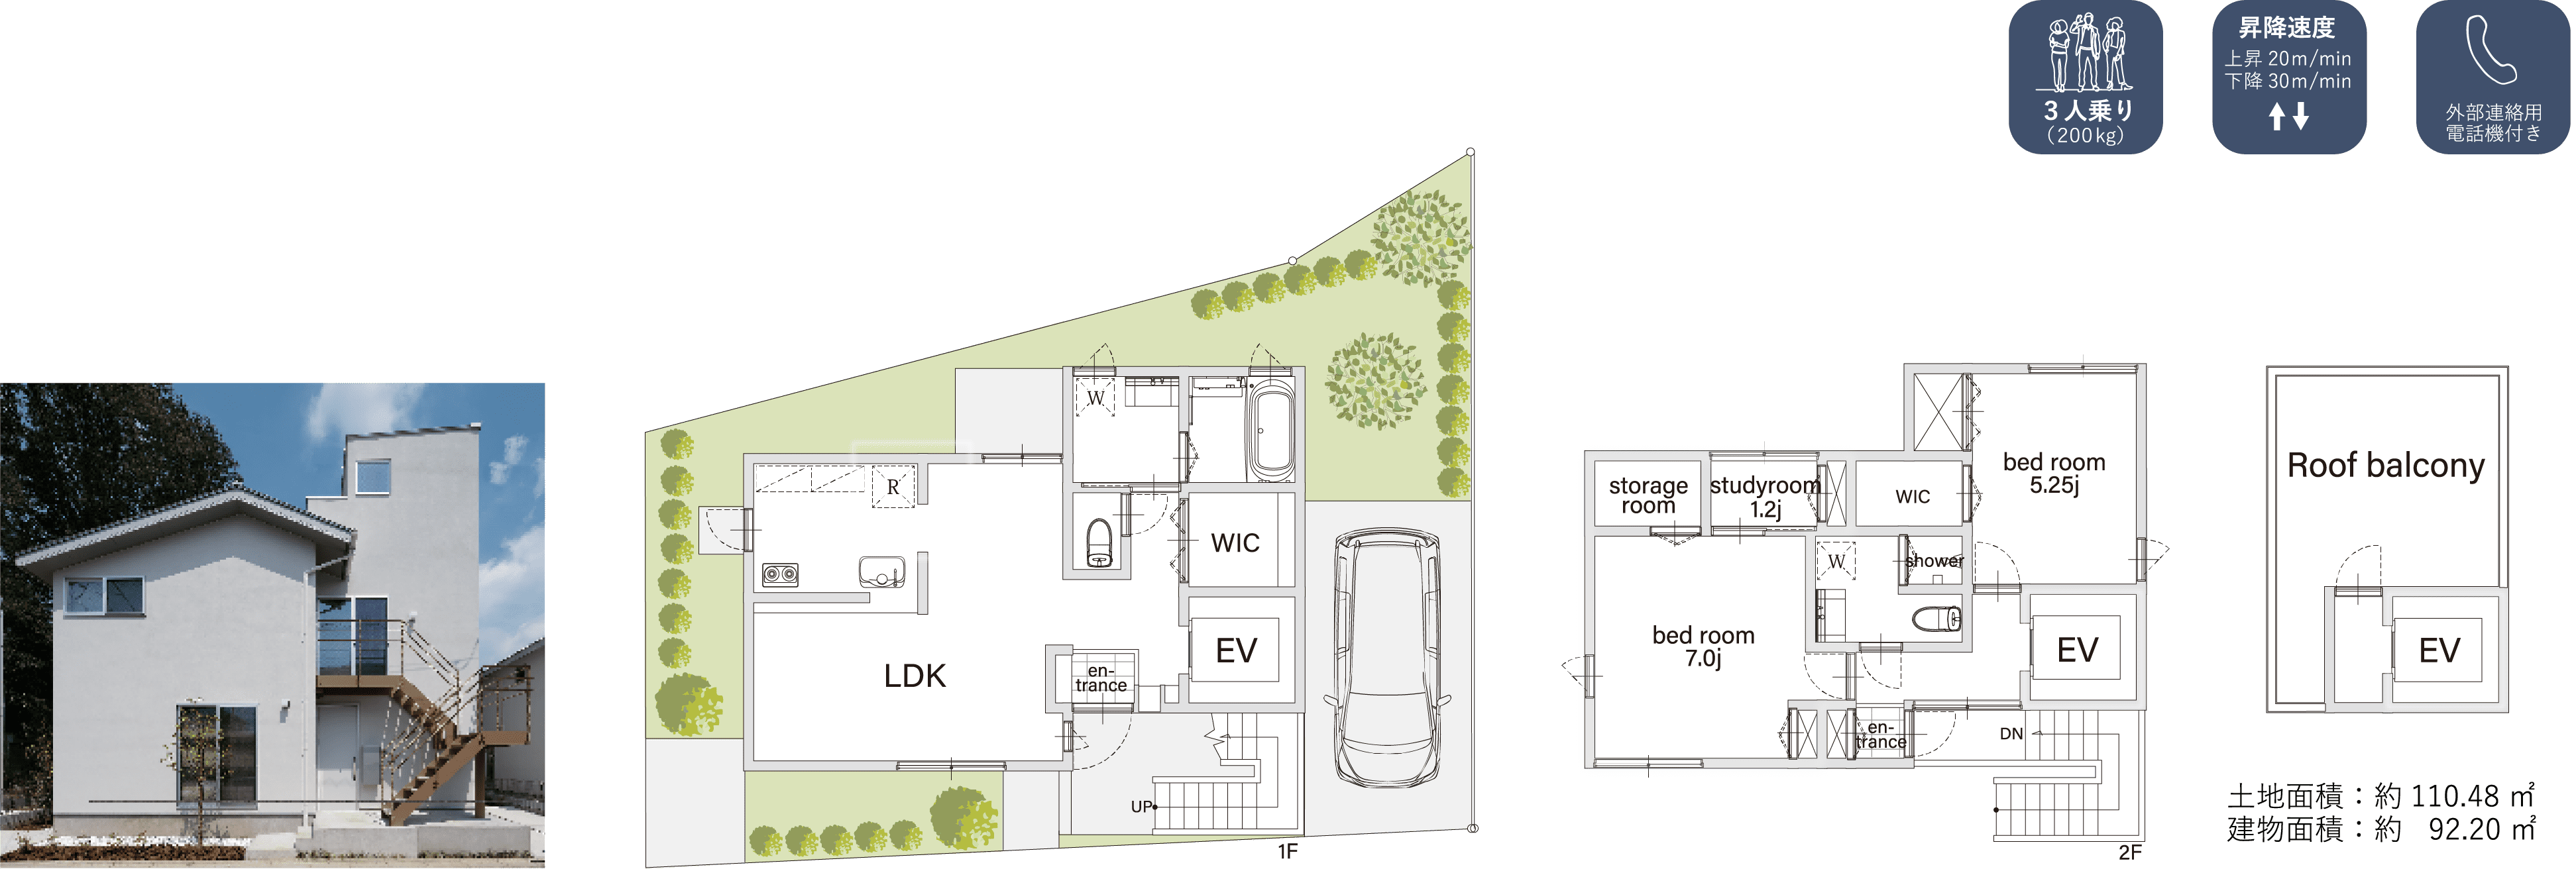 3人乗り
（200kg）
昇降速度
上昇 20m/min
下降 30m/min
外部連絡用
電話機付き
W
R
WIC
EV
LDK
en-
trance
UP
1F
bed room
5.25j
storage
room
studyroom
1.2j
WIC
W
shower
bed room
7.0j
EV
en-
trance
DN
2F
Roof balcony
EV
土地面積：約 110.48 ㎡
建物面積：約 92.20 ㎡